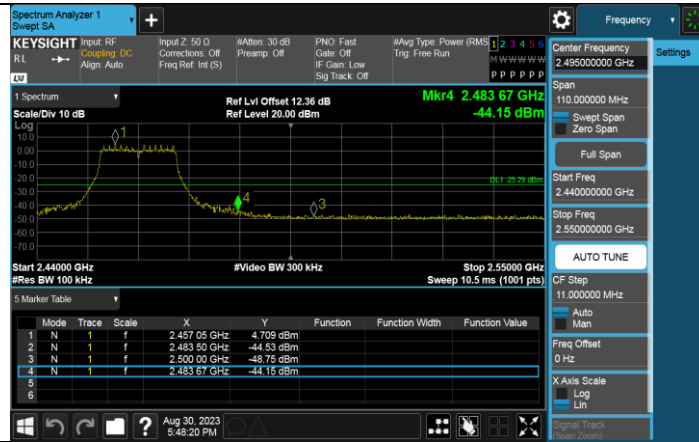 Spectrum Analyzer 1
Swept SA
+
Frequency
KEYSIGHT
RL
LXI
Input: RF
Coupling: DC
Align: Auto
Input Z: 50 Ω
Corrections: Off
Freq Ref: Int (S)
#Atten: 30 dB
Preamp: Off
PNO: Fast
Gate: Off
IF Gain: Low
Sig Track: Off
#Avg Type: Power (RMS
Trig: Free Run
1 2 3 4 5 6
M W W W W W
P P P P P P
1 Spectrum
Scale/Div 10 dB
Ref Lvl Offset 12.36 dB
Ref Level 20.00 dBm
Mkr4 2.483 67 GHz
-44.15 dBm
Log
10.0
0.00
-10.0
-20.0
-30.0
-40.0
-50.0
-60.0
-70.0
1
4
3
DL1 -25.29 dBm
Start 2.44000 GHz
#Res BW 100 kHz
#Video BW 300 kHz
Stop 2.55000 GHz
Sweep 10.5 ms (1001 pts)
5 Marker Table
Mode Trace Scale X Y Function Function Width Function Value
1 N 1 f 2.457 05 GHz 4.709 dBm
2 N 1 f 2.483 50 GHz -44.53 dBm
3 N 1 f 2.500 00 GHz -48.75 dBm
4 N 1 f 2.483 67 GHz -44.15 dBm
5
6
?
Aug 30, 2023
5:48:20 PM
Center Frequency
2.495000000 GHz
Settings
Span
110.000000 MHz
Swept Span
Zero Span
Full Span
Start Freq
2.440000000 GHz
Stop Freq
2.550000000 GHz
AUTO TUNE
CF Step
11.000000 MHz
Auto
Man
Freq Offset
0 Hz
X Axis Scale
Log
Lin
Signal Track
(Span Zoom)